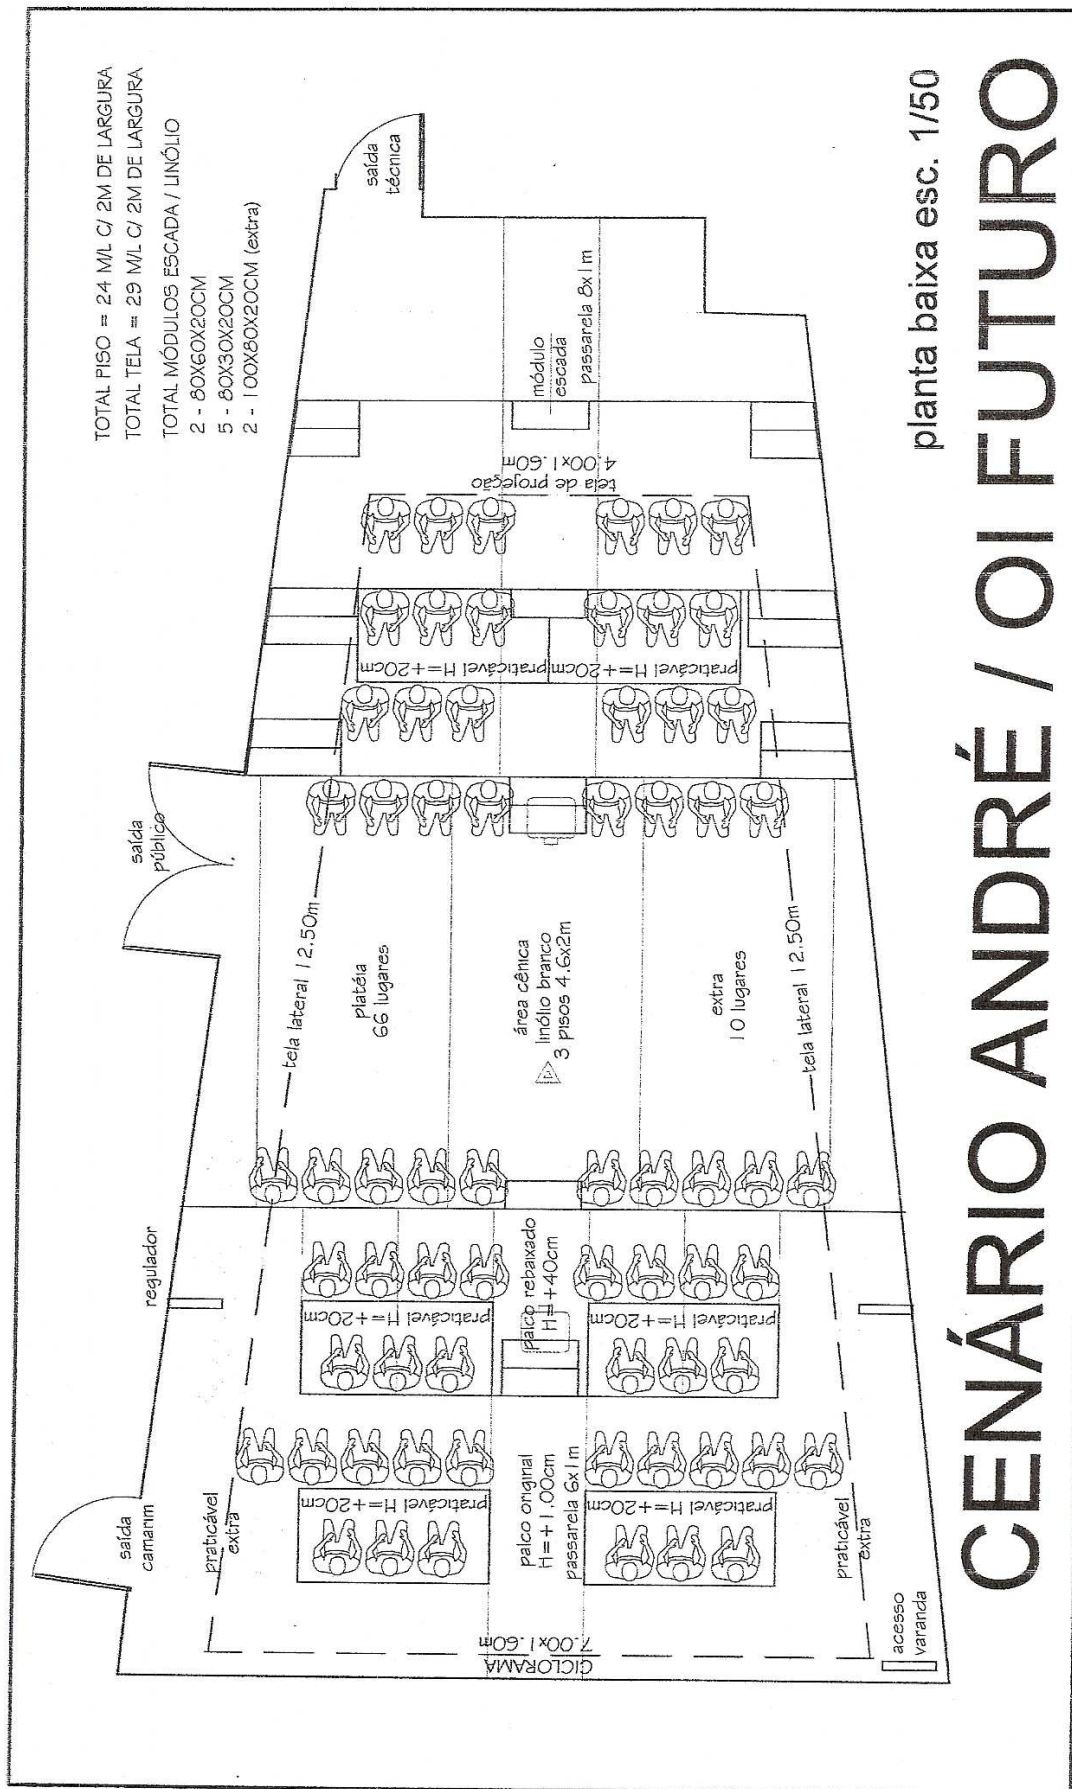 TOTAL PISO = 24 M/L C/ 2M DE LARGURA
TOTAL TELA = 29 M/L C/ 2M DE LARGURA
TOTAL MÓDULOS ESCADA / LINÓLIO
2 - 80X60X20CM
5 - 80X30X20CM
2 - 100X80X20CM (extra)
saída
técnica
saída
público
regulador
saída
camarim
praticável
extra
tela lateral 12.50m
platéia
66 lugares
área cênica
linólio branco
3 pisos 4.6x2m
extra
10 lugares
tela lateral 12.50m
módulo
escada
passarela 8x1m
tela de projeção
4.00x1.60m
praticável H=+20cm
praticável H=+20cm
palco rebaixado
H=+40cm
praticável H=+20cm
praticável H=+20cm
palco original
H=+1.00cm
passarela 6x1m
praticável H=+20cm
praticável H=+20cm
praticável
extra
CICLORAMA
7.00x1.60m
acesso
varanda
planta baixa esc. 1/50
CENÁRIO ANDRÉ / OI FUTURO